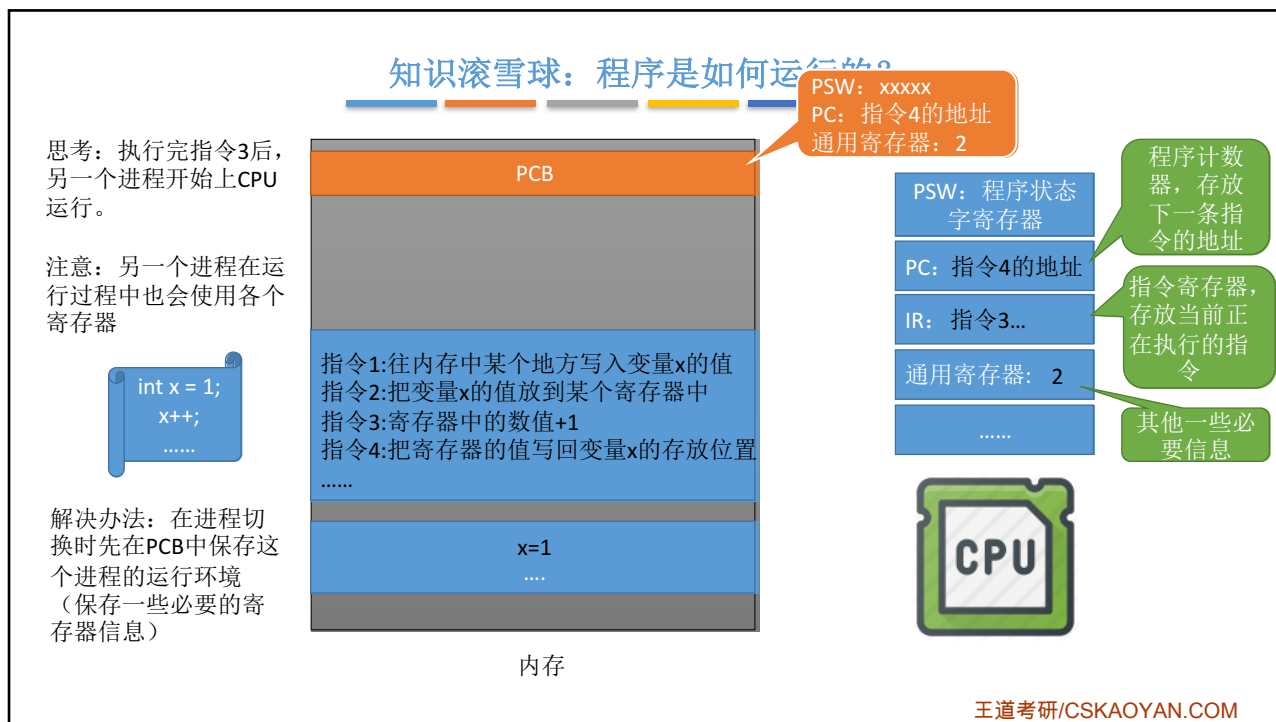 知识滚雪球：程序是如何运行的？
PSW：xxxxx
PC：指令4的地址
通用寄存器：2
思考：执行完指令3后，
另一个进程开始上CPU
运行。
注意：另一个进程在运
行过程中也会使用各个
寄存器
int x = 1;
x++;
……
解决办法：在进程切
换时先在PCB中保存这
个进程的运行环境
（保存一些必要的寄
存器信息）
PCB
指令1:往内存中某个地方写入变量x的值
指令2:把变量x的值放到某个寄存器中
指令3:寄存器中的数值+1
指令4:把寄存器的值写回变量x的存放位置
……
x=1
….
内存
PSW：程序状态
字寄存器
PC：指令4的地址
IR：指令3…
通用寄存器：2
……
程序计数
器，存放
下一条指
令的地址
指令寄存器，
存放当前正
在执行的指
令
其他一些必
要信息
CPU
王道考研/CSKAOYAN.COM